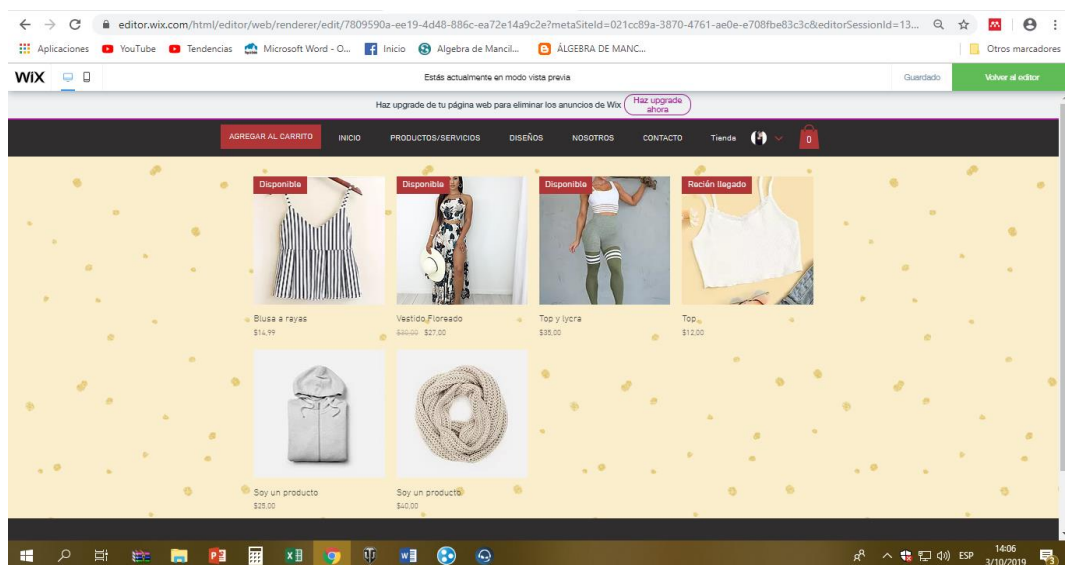 editor.wix.com/html/editor/web/renderer/edit/7809590a-ee19-4d48-886c-ea72e14a9c2e?metaSiteId=021cc89a-3870-4761-ae0e-e708fbe83c3c&editorSessionId=13...
Aplicaciones YouTube Tendencias Microsoft Word - O... Inicio Algebra de Mancil... ÁLGEBRA DE MANC... Otros marcadores
WiX Estás actualmente en modo vista previa Guardado Volver al editor
Haz upgrade de tu página web para eliminar los anuncios de Wix Haz upgrade ahora
AGREGAR AL CARRITO INICIO PRODUCTOS/SERVICIOS DISEÑOS NOSOTROS CONTACTO Tienda 0
Disponible Disponible Disponible Recién llegado
Blusa a rayas Vestido Floreado Top y lycra Top
$14,99 $30,00 $27,00 $35,00 $12,00
Soy un producto Soy un producto
$25,00 $40,00
ESP 14:06
3/10/2019 3